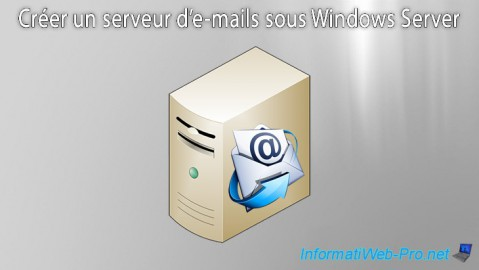 Créer un serveur d'e-mails sous Windows Server
@
InformatiWeb-Pro.net